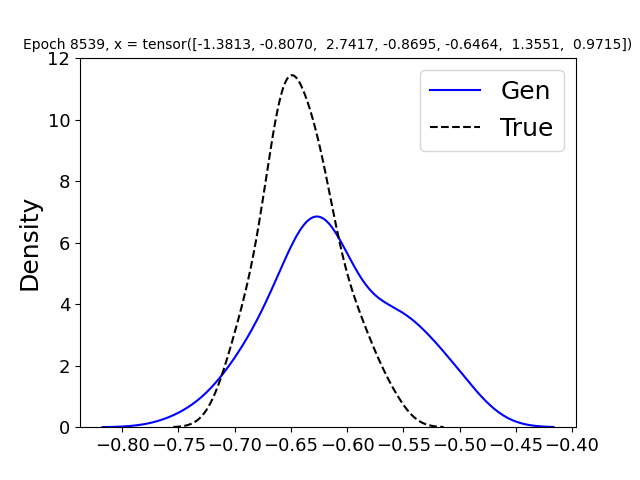 Epoch 8539, x = tensor([-1.3813, -0.8070,  2.7417, -0.8695, -0.6464,  1.3551,  0.9715])
12
10
8
6
4
2
0
Density
Gen
True
−0.80 −0.75 −0.70 −0.65 −0.60 −0.55 −0.50 −0.45 −0.40